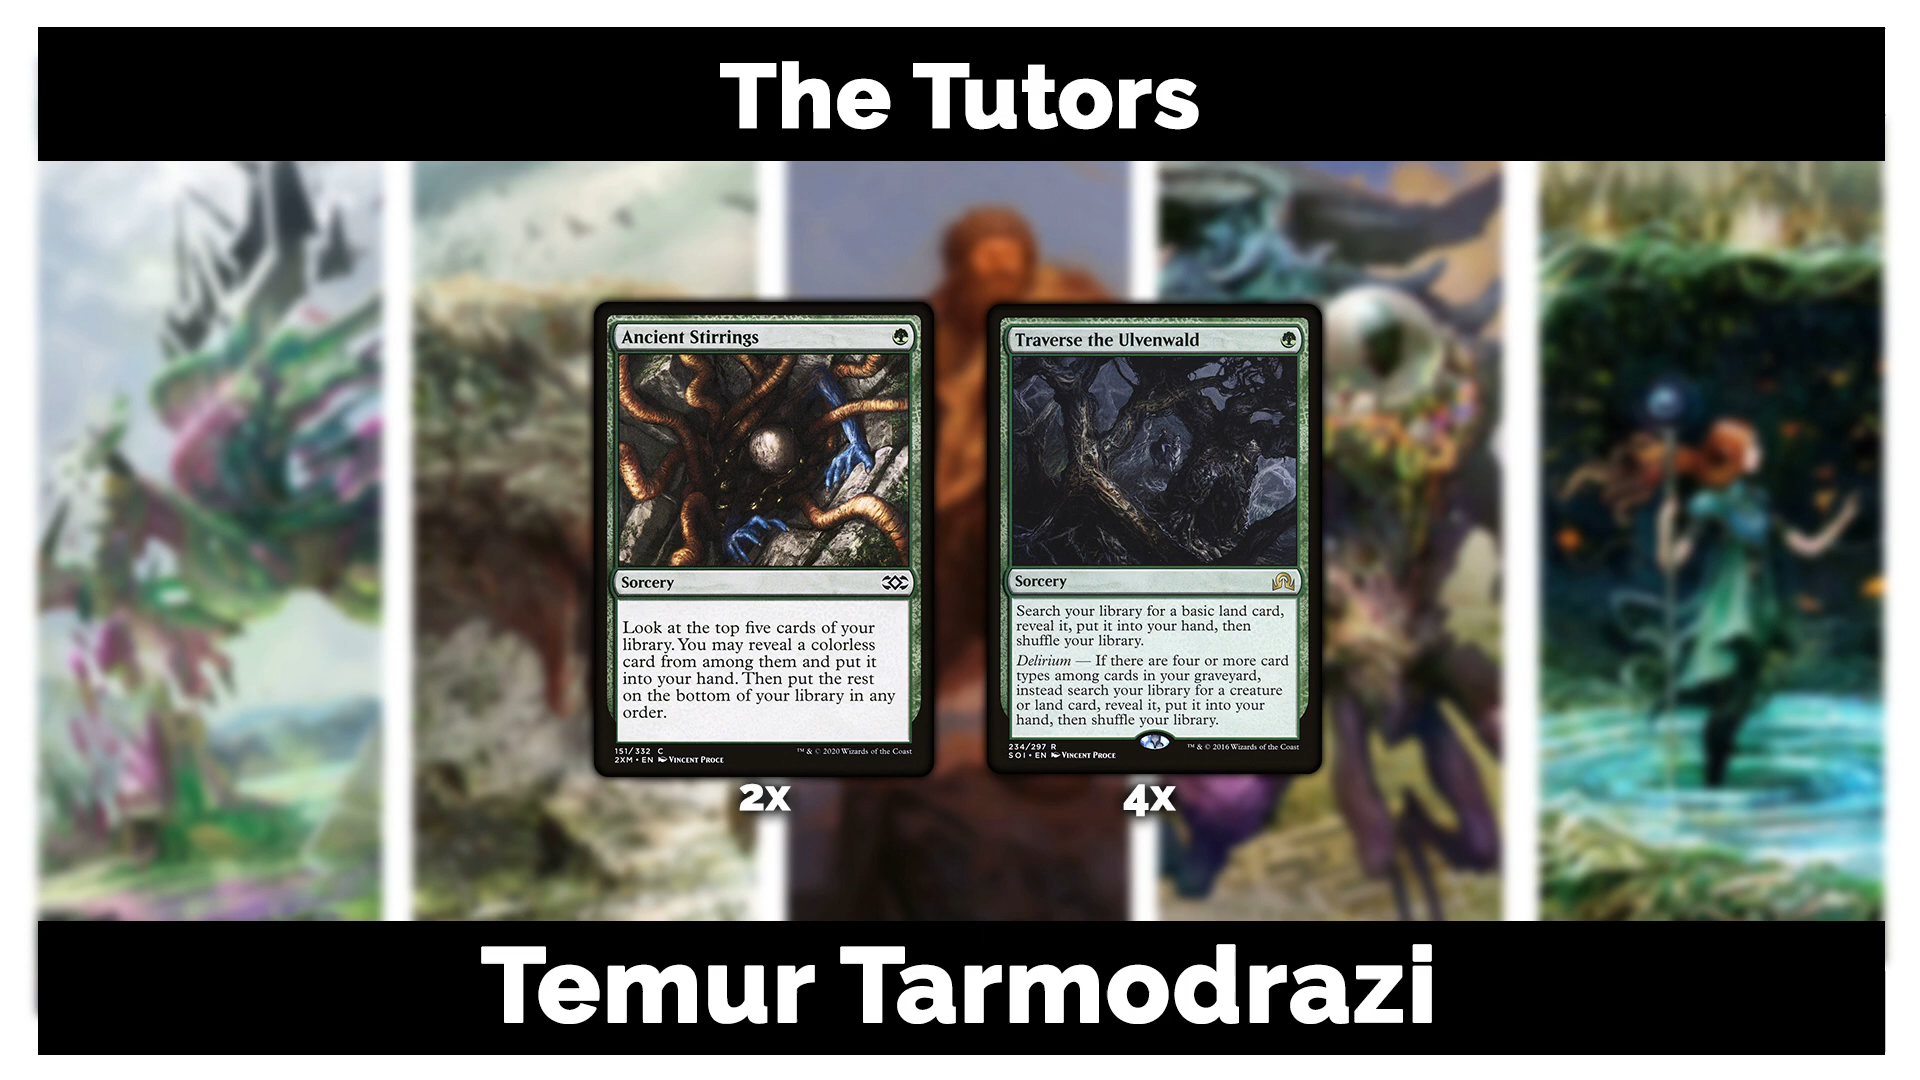 The Tutors
Ancient Stirrings
Sorcery
Look at the top five cards of your
library. You may reveal a colorless
card from among them and put it
into your hand. Then put the rest
on the bottom of your library in any
order.
151/332 C
2XM • EN VINCENT PROCE
™ & © 2020 Wizards of the Coast
2x
Traverse the Ulvenwald
Sorcery
Search your library for a basic land card,
reveal it, put it into your hand, then
shuffle your library.
Delirium — If there are four or more card
types among cards in your graveyard,
instead search your library for a creature
or land card, reveal it, put it into your
hand, then shuffle your library.
234/297 R
SOI • EN VINCENT PROCE
™ & © 2016 Wizards of the Coast
4x
Temur Tarmodrazi